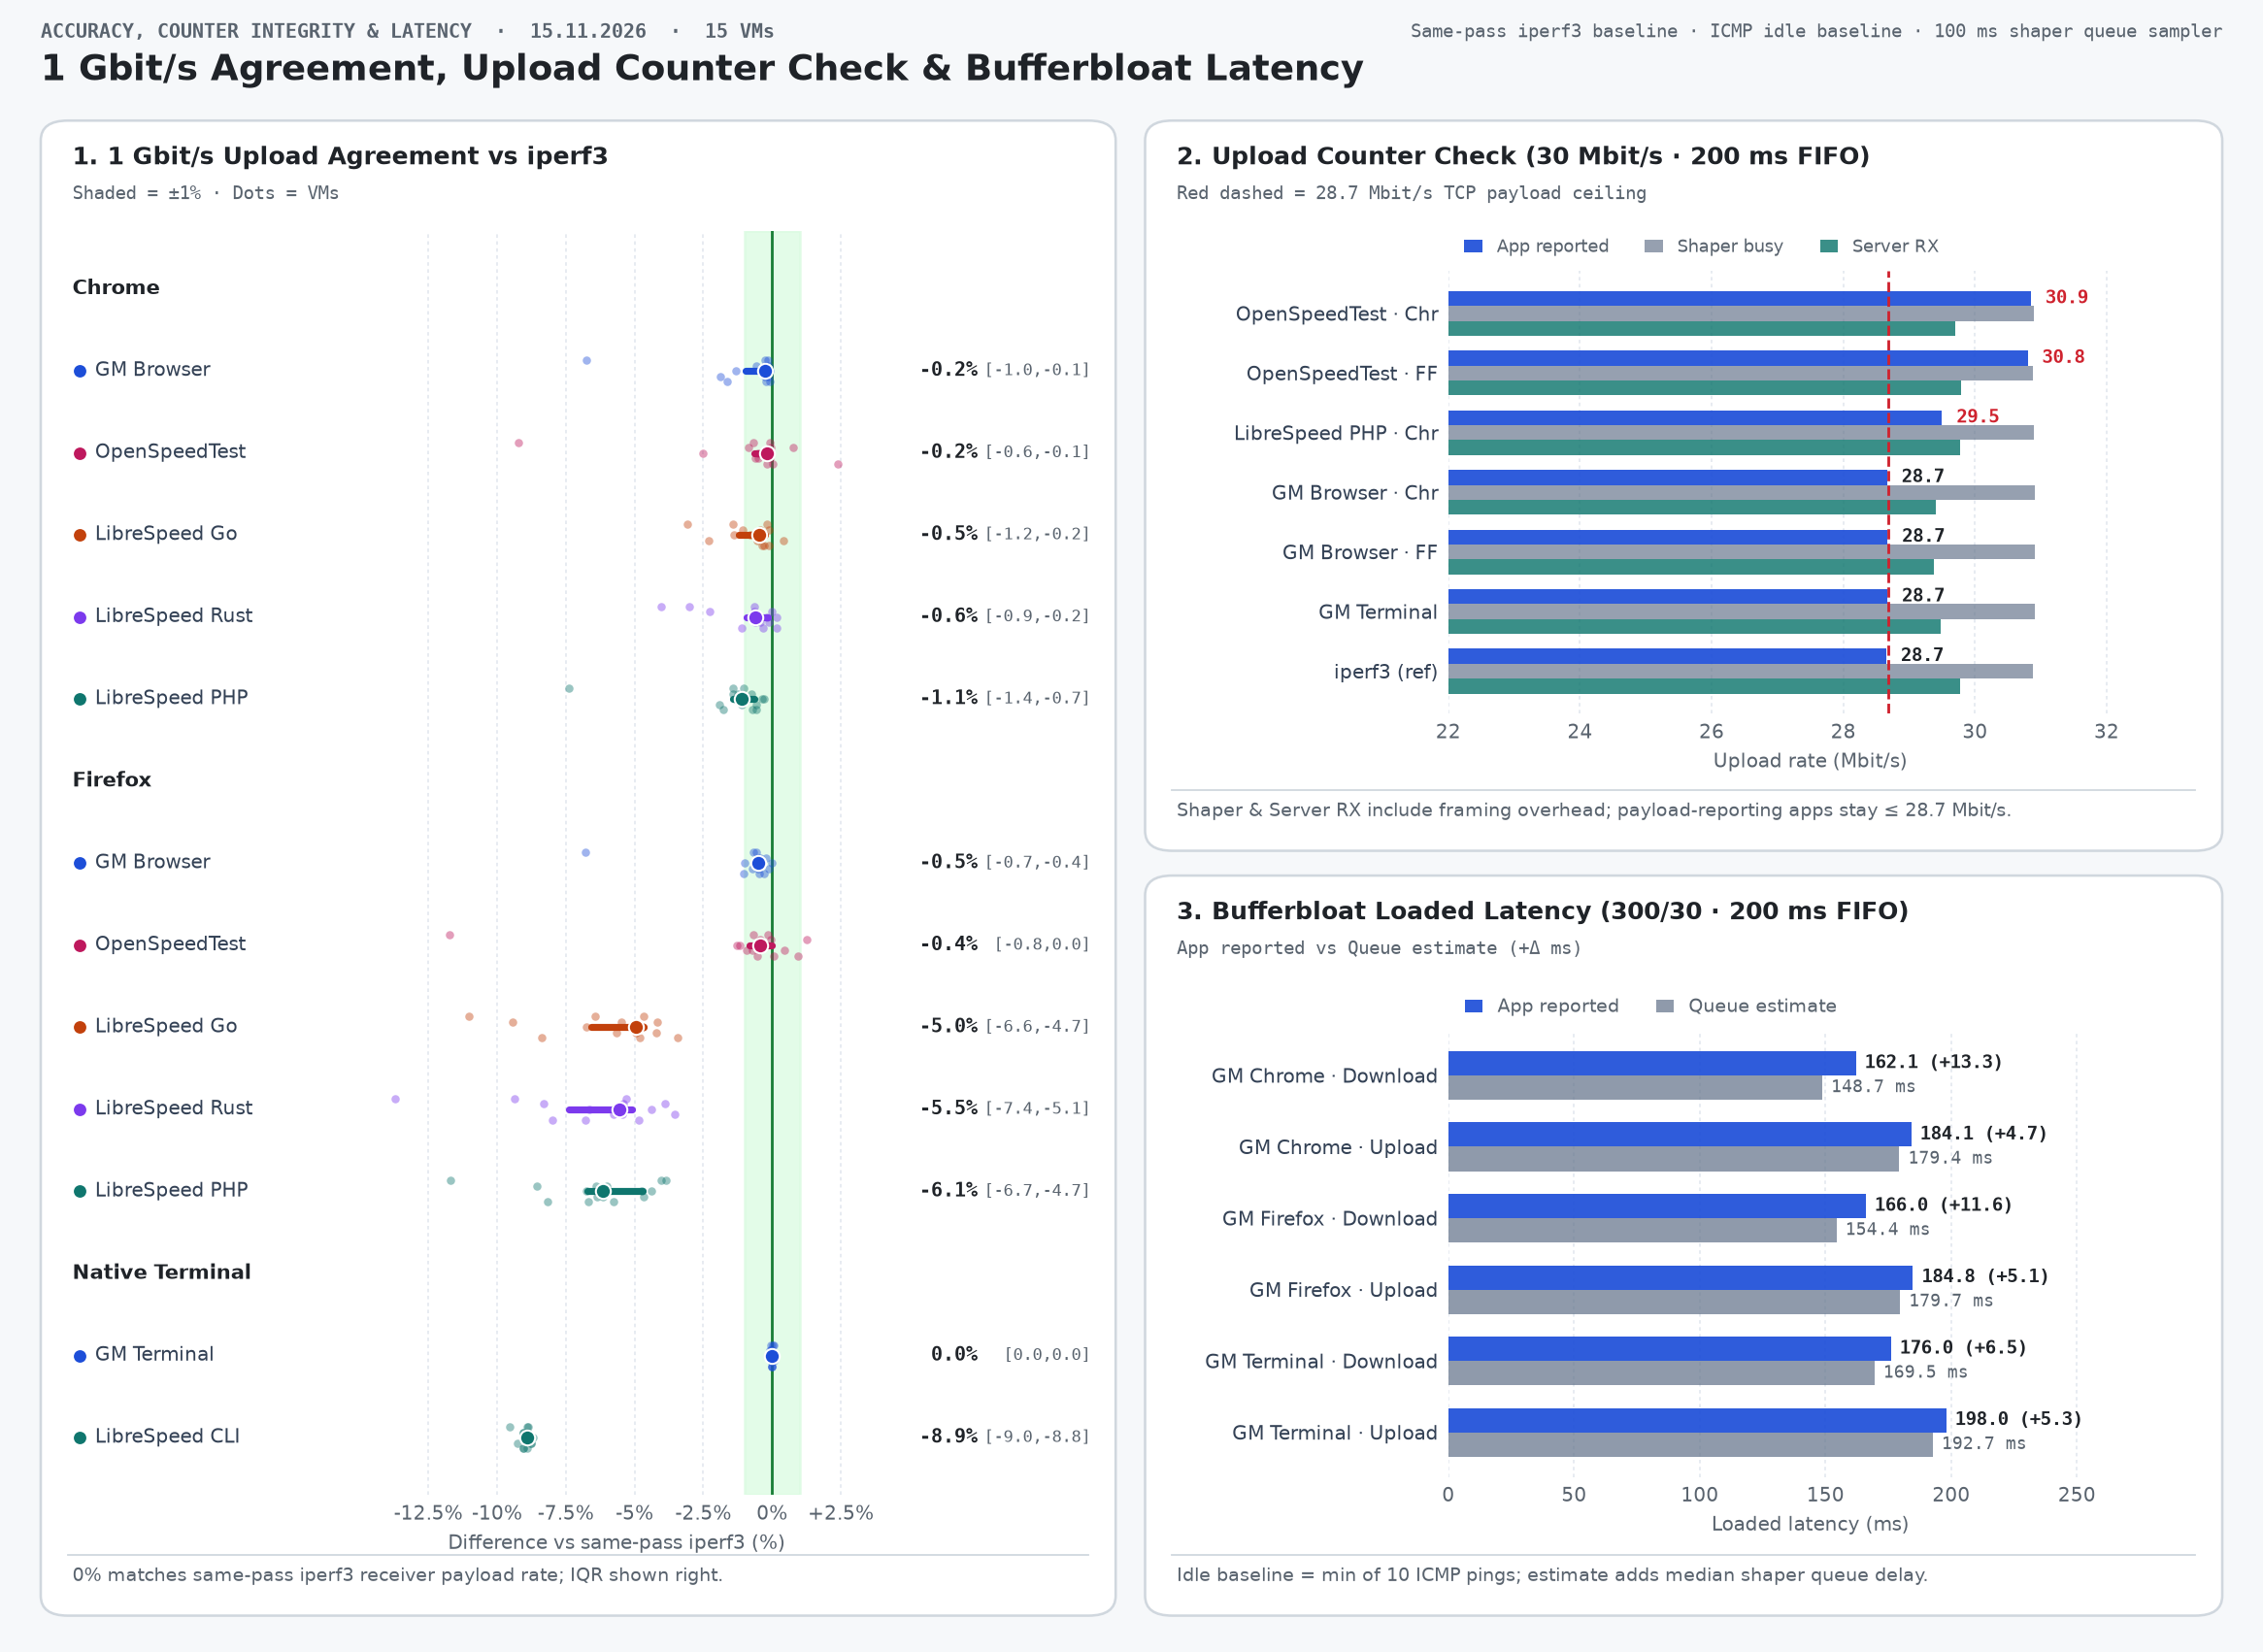 ACCURACY, COUNTER INTEGRITY & LATENCY · 15.11.2026 · 15 VMs
Same-pass iperf3 baseline · ICMP idle baseline · 100 ms shaper queue sampler
1 Gbit/s Agreement, Upload Counter Check & Bufferbloat Latency
1. 1 Gbit/s Upload Agreement vs iperf3
Shaded = ±1% · Dots = VMs
Chrome
GM Browser -0.2% [-1.0,-0.1]
OpenSpeedTest -0.2% [-0.6,-0.1]
LibreSpeed Go -0.5% [-1.2,-0.2]
LibreSpeed Rust -0.6% [-0.9,-0.2]
LibreSpeed PHP -1.1% [-1.4,-0.7]
Firefox
GM Browser -0.5% [-0.7,-0.4]
OpenSpeedTest -0.4% [-0.8,0.0]
LibreSpeed Go -5.0% [-6.6,-4.7]
LibreSpeed Rust -5.5% [-7.4,-5.1]
LibreSpeed PHP -6.1% [-6.7,-4.7]
Native Terminal
GM Terminal 0.0% [0.0,0.0]
LibreSpeed CLI -8.9% [-9.0,-8.8]
-12.5% -10% -7.5% -5% -2.5% 0% +2.5%
Difference vs same-pass iperf3 (%)
0% matches same-pass iperf3 receiver payload rate; IQR shown right.
2. Upload Counter Check (30 Mbit/s · 200 ms FIFO)
Red dashed = 28.7 Mbit/s TCP payload ceiling
App reported Shaper busy Server RX
OpenSpeedTest · Chr 30.9
OpenSpeedTest · FF 30.8
LibreSpeed PHP · Chr 29.5
GM Browser · Chr 28.7
GM Browser · FF 28.7
GM Terminal 28.7
iperf3 (ref) 28.7
22 24 26 28 30 32
Upload rate (Mbit/s)
Shaper & Server RX include framing overhead; payload-reporting apps stay ≤ 28.7 Mbit/s.
3. Bufferbloat Loaded Latency (300/30 · 200 ms FIFO)
App reported vs Queue estimate (+Δ ms)
App reported Queue estimate
GM Chrome · Download 162.1 (+13.3)
148.7 ms
GM Chrome · Upload 184.1 (+4.7)
179.4 ms
GM Firefox · Download 166.0 (+11.6)
154.4 ms
GM Firefox · Upload 184.8 (+5.1)
179.7 ms
GM Terminal · Download 176.0 (+6.5)
169.5 ms
GM Terminal · Upload 198.0 (+5.3)
192.7 ms
0 50 100 150 200 250
Loaded latency (ms)
Idle baseline = min of 10 ICMP pings; estimate adds median shaper queue delay.